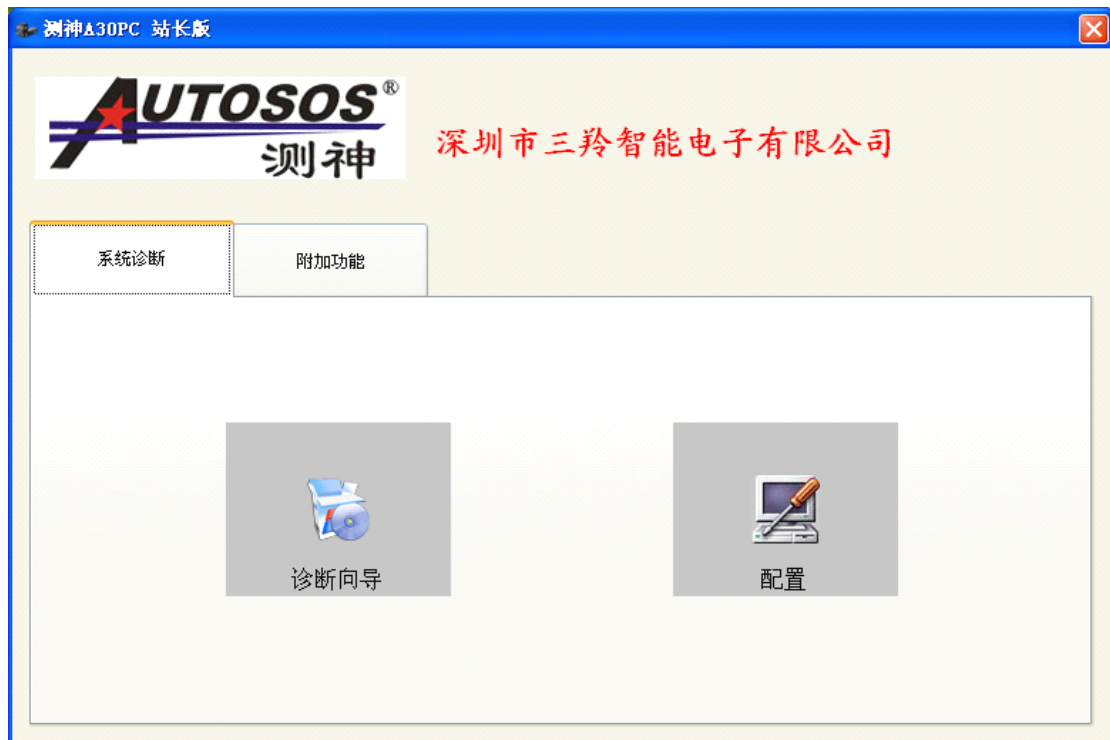 测神A30PC 站长版
AUTOSOS®
测神
深圳市三羚智能电子有限公司
系统诊断
附加功能
诊断向导
配置